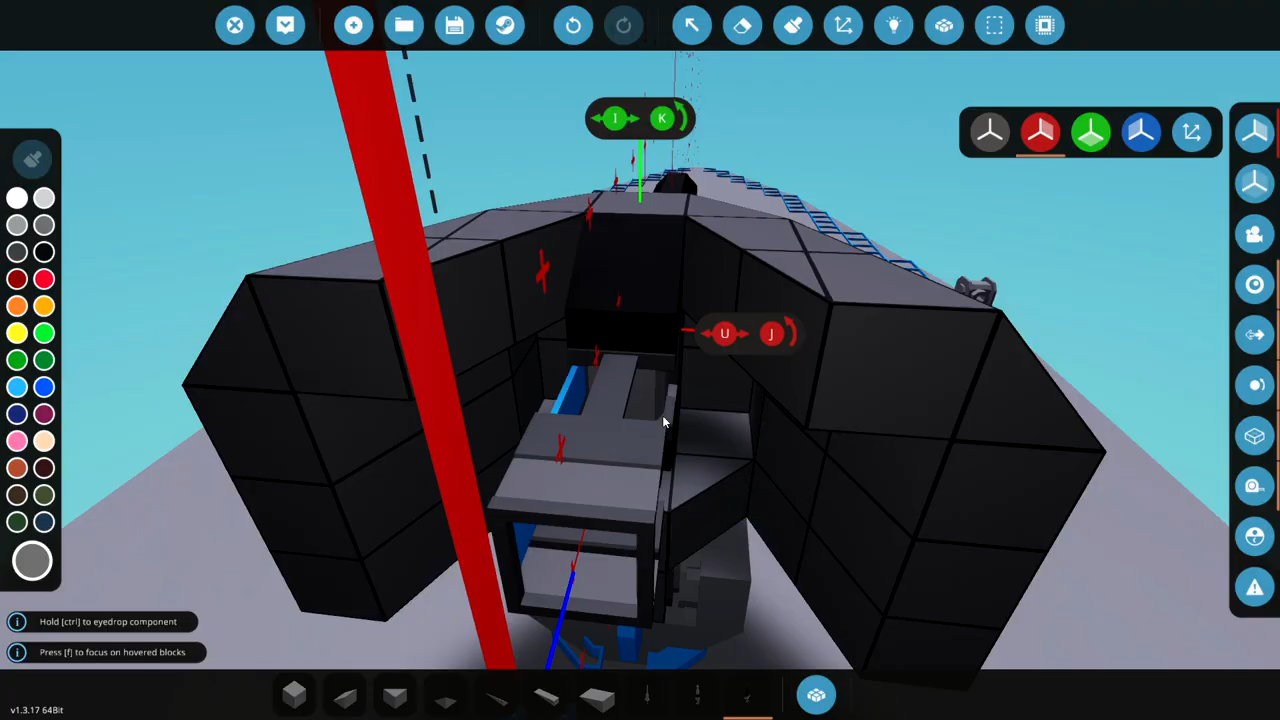 I K
U J
Hold [ctrl] to eyedrop component
Press [f] to focus on hovered blocks
v1.3.17 64Bit